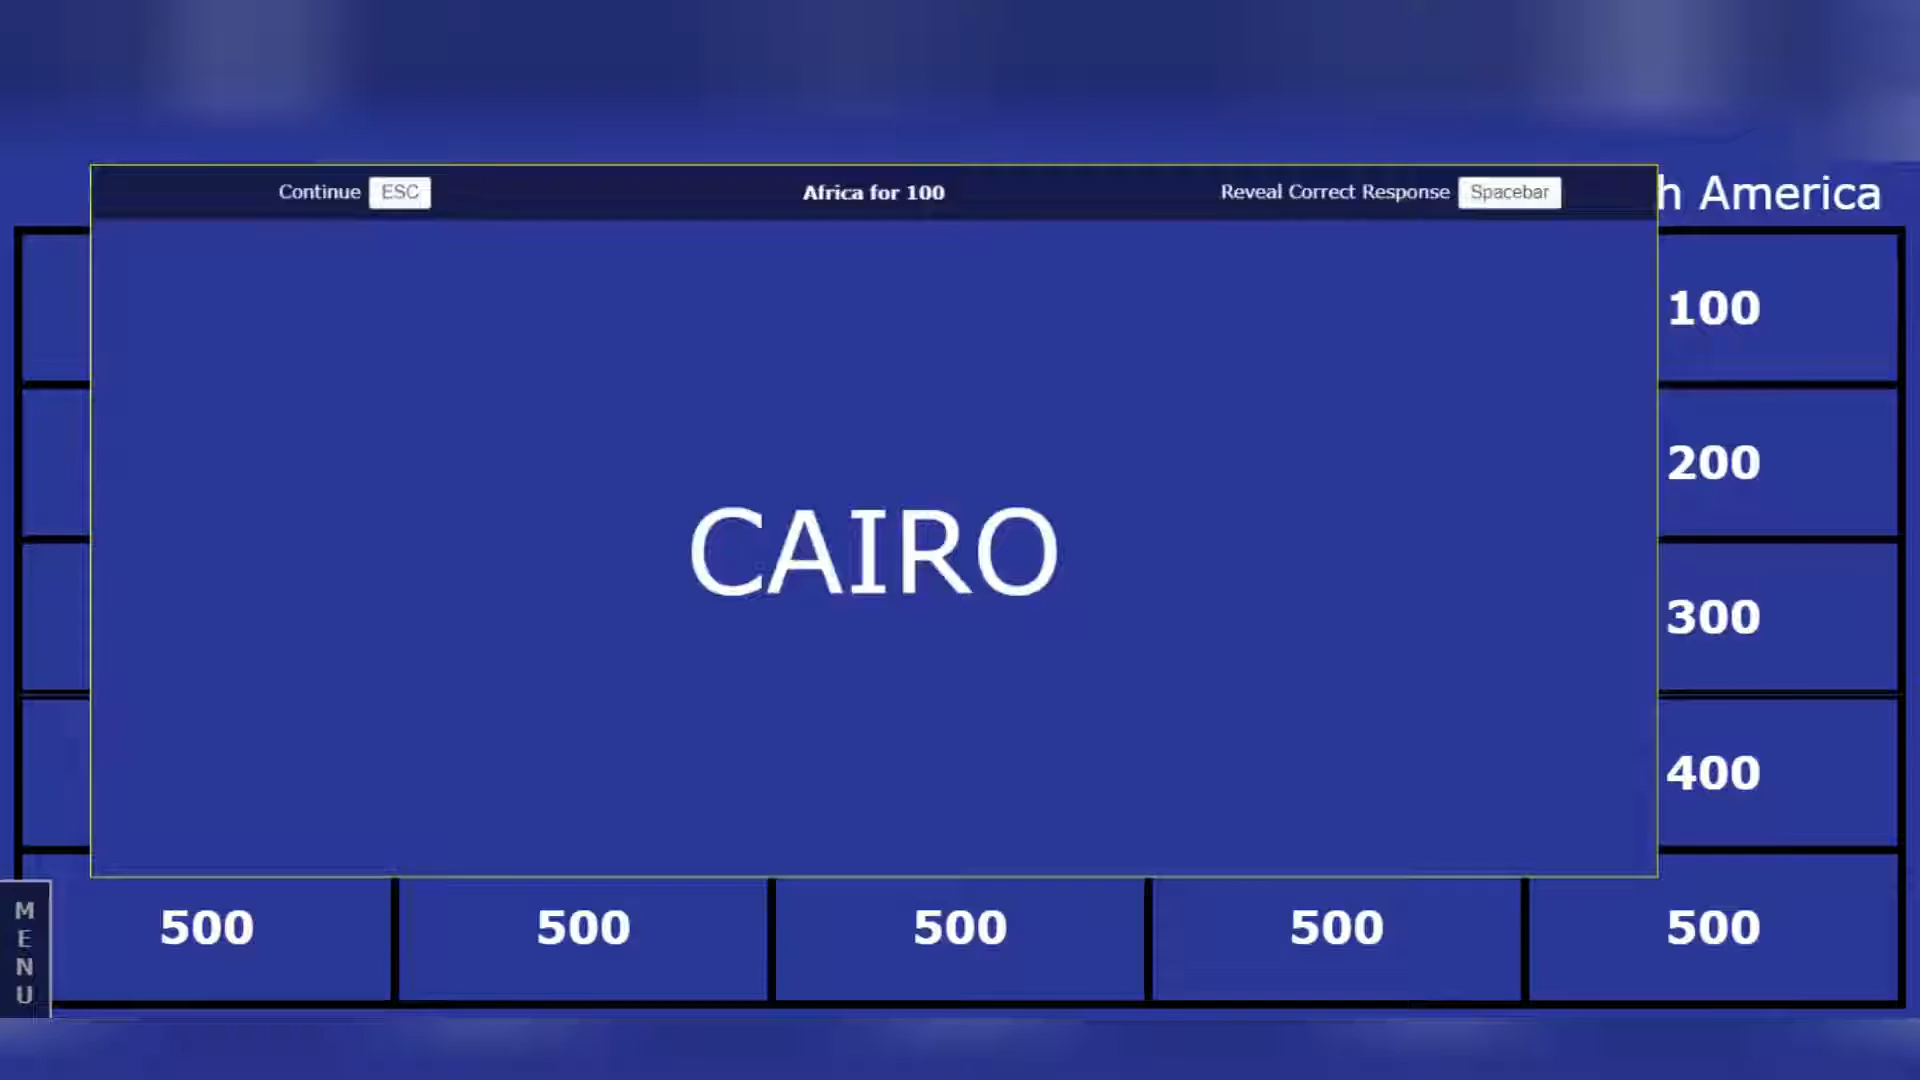 Continue ESC Africa for 100 Reveal Correct Response Spacebar
h America
100
CAIRO
200
300
400
500 500 500 500 500
MENU